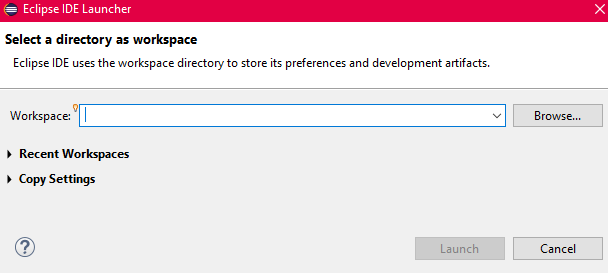 Eclipse IDE Launcher
Select a directory as workspace
Eclipse IDE uses the workspace directory to store its preferences and development artifacts.
Workspace: Browse...
Recent Workspaces
Copy Settings
? Launch Cancel